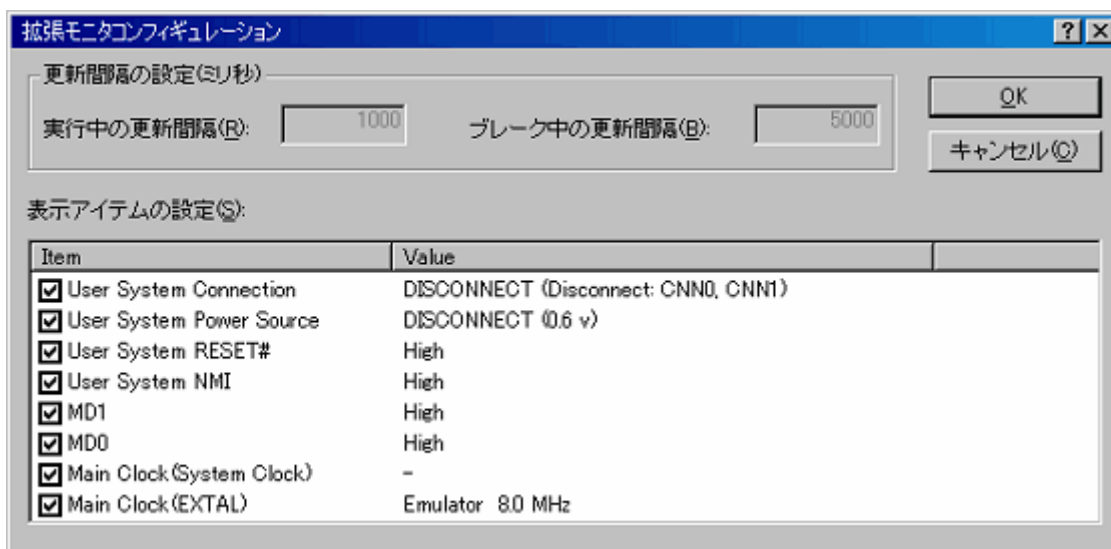 拡張モニタコンフィギュレーション
更新間隔の設定(ミリ秒)
実行中の更新間隔(R): 1000 ブレーク中の更新間隔(B): 5000
OK
キャンセル(C)
表示アイテムの設定(S):
Item Value
User System Connection DISCONNECT (Disconnect: CNN0, CNN1)
User System Power Source DISCONNECT (0.6 v)
User System RESET# High
User System NMI High
MD1 High
MD0 High
Main Clock(System Clock) -
Main Clock(EXTAL) Emulator 8.0 MHz